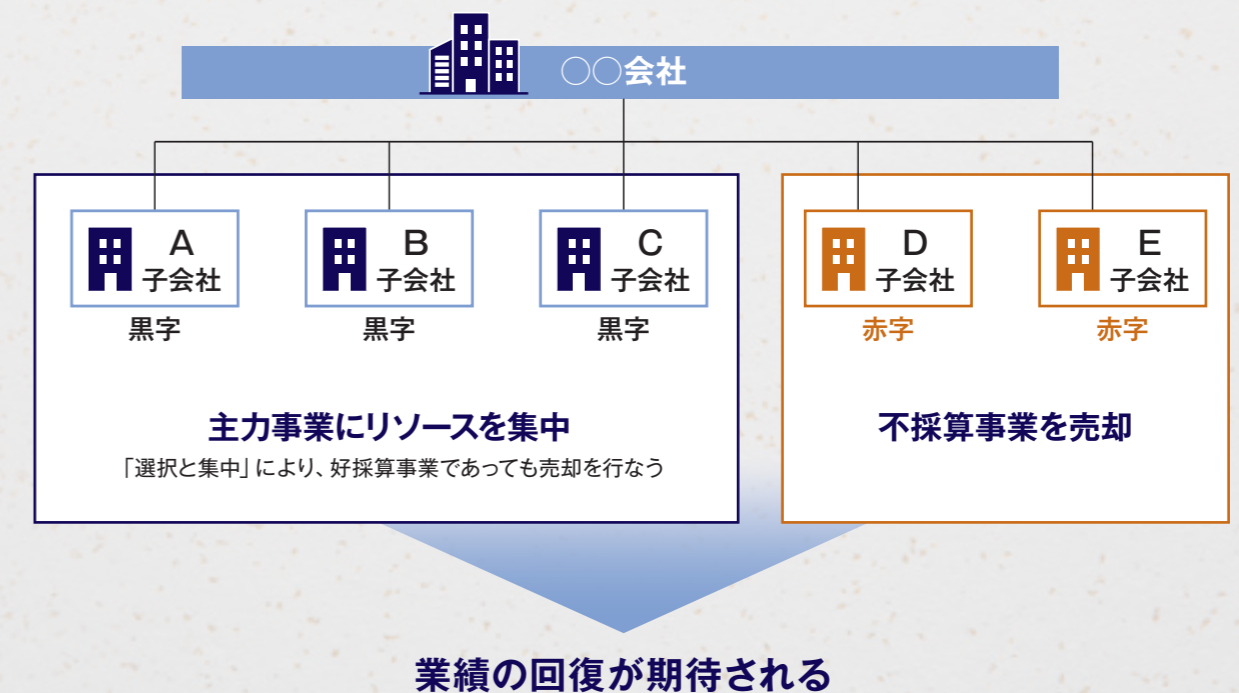 ○○会社
A
子会社
黒字
B
子会社
黒字
C
子会社
黒字
D
子会社
赤字
E
子会社
赤字
主力事業にリソースを集中
「選択と集中」により、好採算事業であっても売却を行なう
不採算事業を売却
業績の回復が期待される